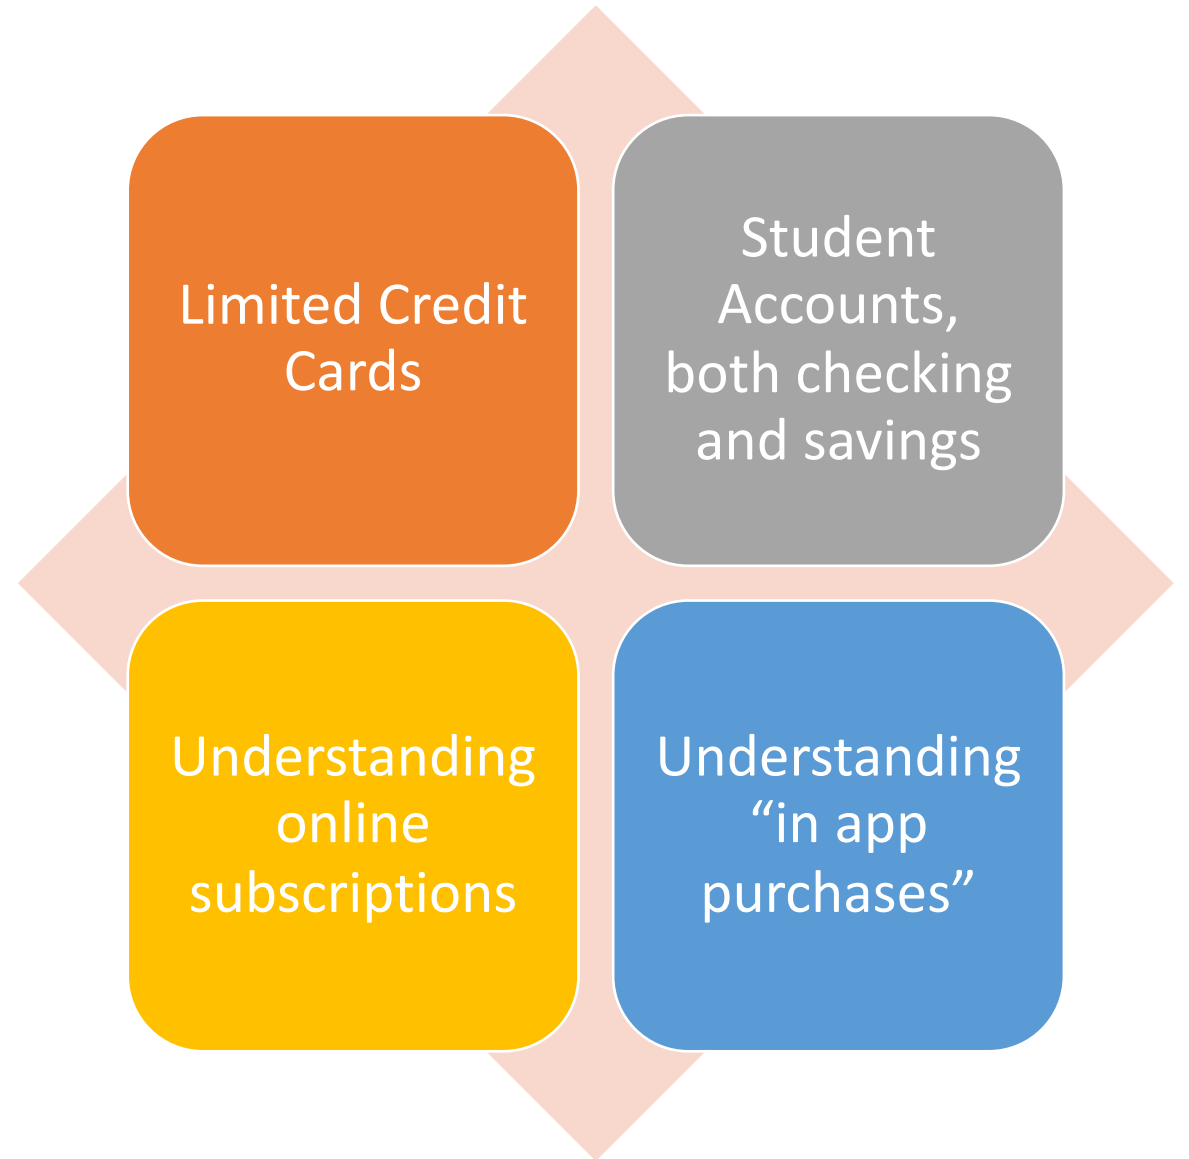 Limited Credit
Cards
Student
Accounts,
both checking
and savings
Understanding
online
subscriptions
Understanding
“in app
purchases”